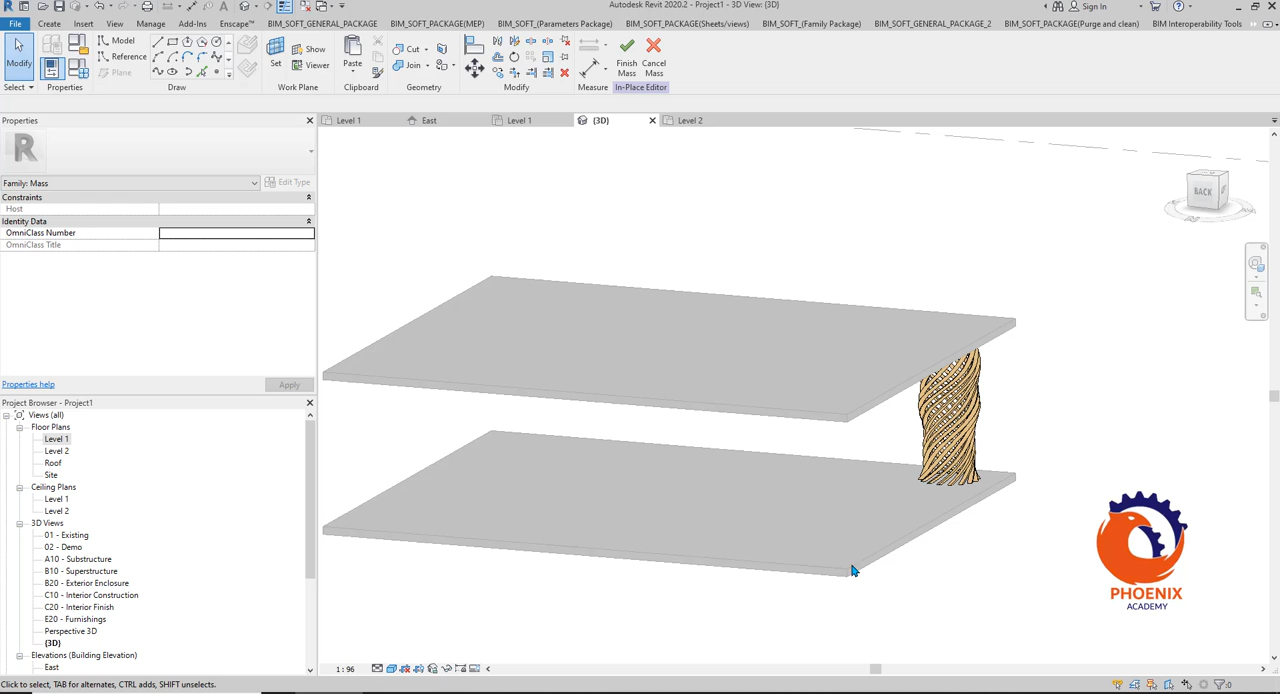 Autodesk Revit 2020.2 - Project1 - 3D View: {3D}
Sign In
File Create Insert View Manage Add-Ins Enscape™ BIM_SOFT_GENERAL_PACKAGE BIM_SOFT_PACKAGE(MEP) BIM_SOFT_(Parameters Package) BIM_SOFT_PACKAGE(Sheets/views) BIM_SOFT_(Family Package) BIM_SOFT_GENERAL_PACKAGE_2 BIM_SOFT_PACKAGE(Purge and clean) BIM Interoperability Tools
Modify
Model
Reference
Plane
Set
Show
Viewer
Paste
Cut
Join
Finish Mass
Cancel Mass
Select Properties Draw Work Plane Clipboard Geometry Modify Measure In-Place Editor
Properties
Level 1 East Level 1 {3D} Level 2
Family: Mass Edit Type
Constraints
Host
Identity Data
OmniClass Number
OmniClass Title
BACK
Properties help Apply
Project Browser - Project1
Views (all)
Floor Plans
Level 1
Level 2
Roof
Site
Ceiling Plans
Level 1
Level 2
3D Views
01 - Existing
02 - Demo
A10 - Substructure
B10 - Superstructure
B20 - Exterior Enclosure
C10 - Interior Construction
C20 - Interior Finish
E20 - Furnishings
Perspective 3D
{3D}
Elevations (Building Elevation)
East
PHOENIX
ACADEMY
1 : 96
Click to select, TAB for alternates, CTRL adds, SHIFT unselects.
:0